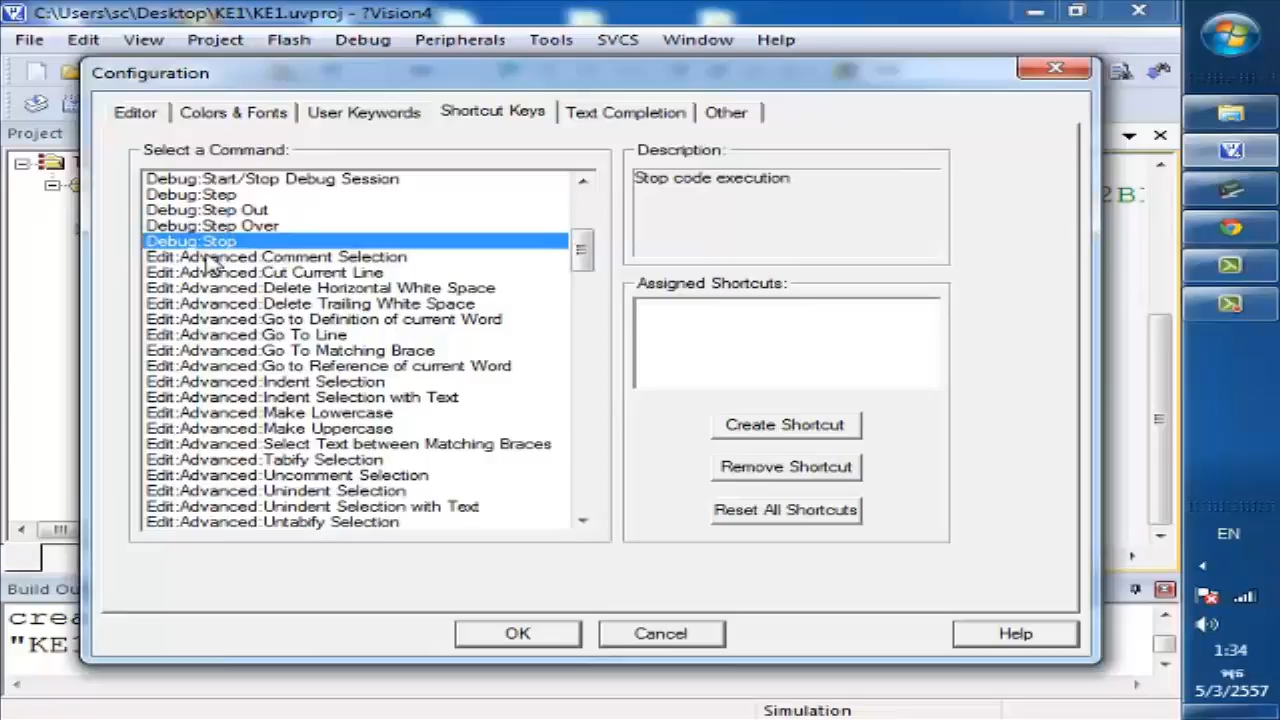 C:\Users\sc\Desktop\KE1\KE1.uvproj - ?Vision4
File Edit View Project Flash Debug Peripherals Tools SVCS Window Help
Configuration
Editor Colors & Fonts User Keywords Shortcut Keys Text Completion Other
Project
Select a Command:
Debug:Start/Stop Debug Session
Debug:Step
Debug:Step Out
Debug:Step Over
Debug:Stop
Edit:Advanced:Comment Selection
Edit:Advanced:Cut Current Line
Edit:Advanced:Delete Horizontal White Space
Edit:Advanced:Delete Trailing White Space
Edit:Advanced:Go to Definition of current Word
Edit:Advanced:Go To Line
Edit:Advanced:Go To Matching Brace
Edit:Advanced:Go to Reference of current Word
Edit:Advanced:Indent Selection
Edit:Advanced:Indent Selection with Text
Edit:Advanced:Make Lowercase
Edit:Advanced:Make Uppercase
Edit:Advanced:Select Text between Matching Braces
Edit:Advanced:Tabify Selection
Edit:Advanced:Uncomment Selection
Edit:Advanced:Unindent Selection
Edit:Advanced:Unindent Selection with Text
Edit:Advanced:Untabify Selection
Description:
Stop code execution
Assigned Shortcuts:
Create Shortcut
Remove Shortcut
Reset All Shortcuts
OK Cancel Help
2B
Build Ou
crea
"KE1
Simulation
EN
1:34
พุธ
5/3/2557